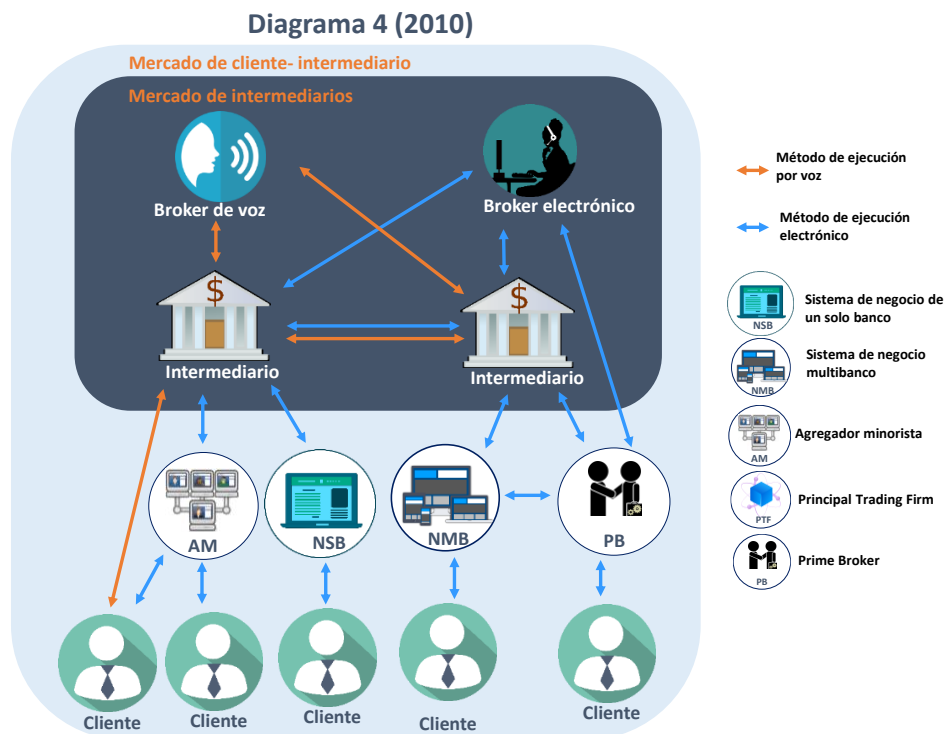 Diagrama 4 (2010)
Mercado de cliente- intermediario
Mercado de intermediarios
Broker de voz
Broker electrónico
$
$
Intermediario
Intermediario
AM
NSB
NMB
PB
Cliente
Cliente
Cliente
Cliente
Cliente
Método de ejecución
por voz
Método de ejecución
electrónico
NSB
Sistema de negocio de
un solo banco
NMB
Sistema de negocio
multibanco
AM
Agregador minorista
PTF
Principal Trading Firm
PB
Prime Broker